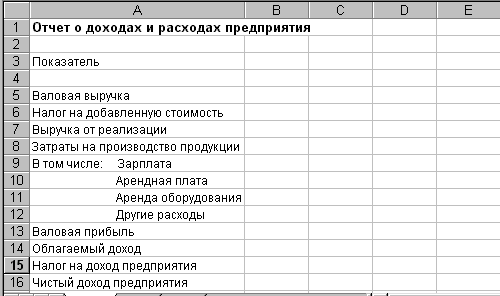 A B C D E
1 Отчет о доходах и расходах предприятия
2
3 Показатель
4
5 Валовая выручка
6 Налог на добавленную стоимость
7 Выручка от реализации
8 Затраты на производство продукции
9 В том числе: Зарплата
10 Арендная плата
11 Аренда оборудования
12 Другие расходы
13 Валовая прибыль
14 Облагаемый доход
15 Налог на доход предприятия
16 Чистый доход предприятия